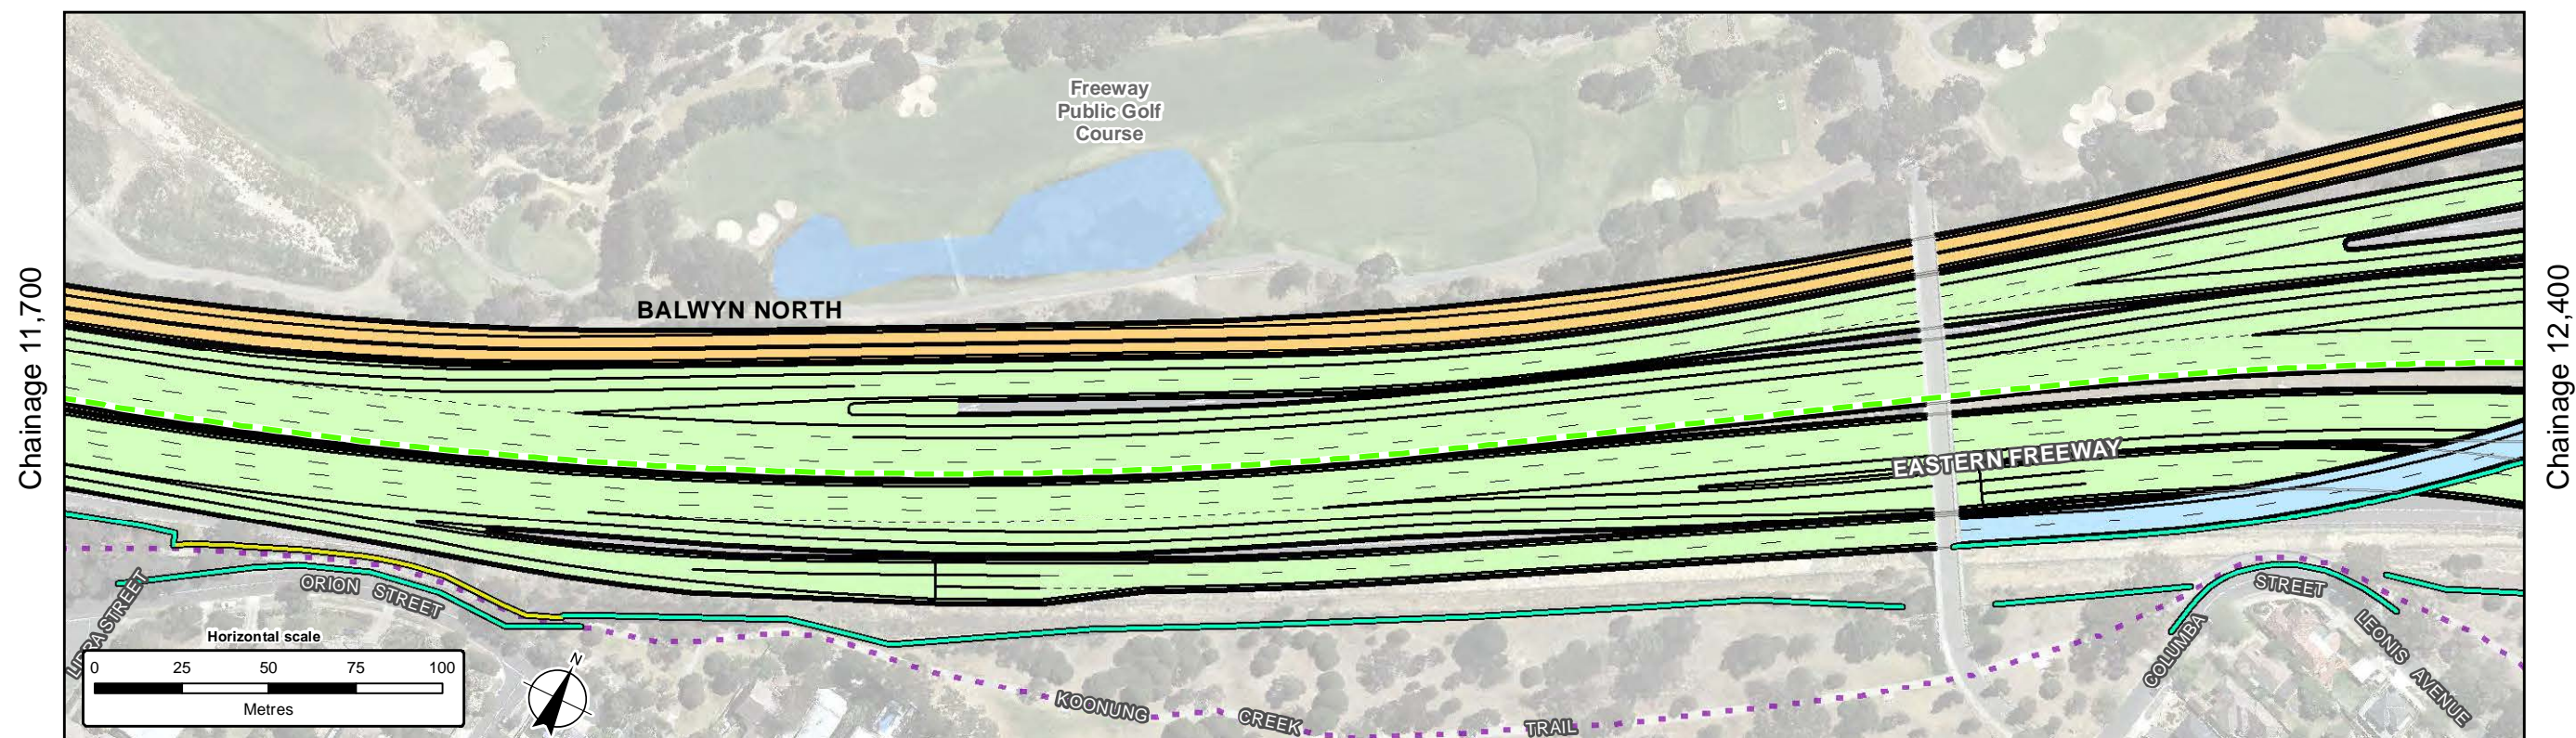 Freeway
Public Golf
Course
BALWYN NORTH
Chainage 11,700
Chainage 12,400
EASTERN FREEWAY
LIBRA STREET
ORION STREET
COLUMBA STREET
LEONIS AVENUE
KOONUNG CREEK TRAIL
Horizontal scale
0 25 50 75 100
Metres
N